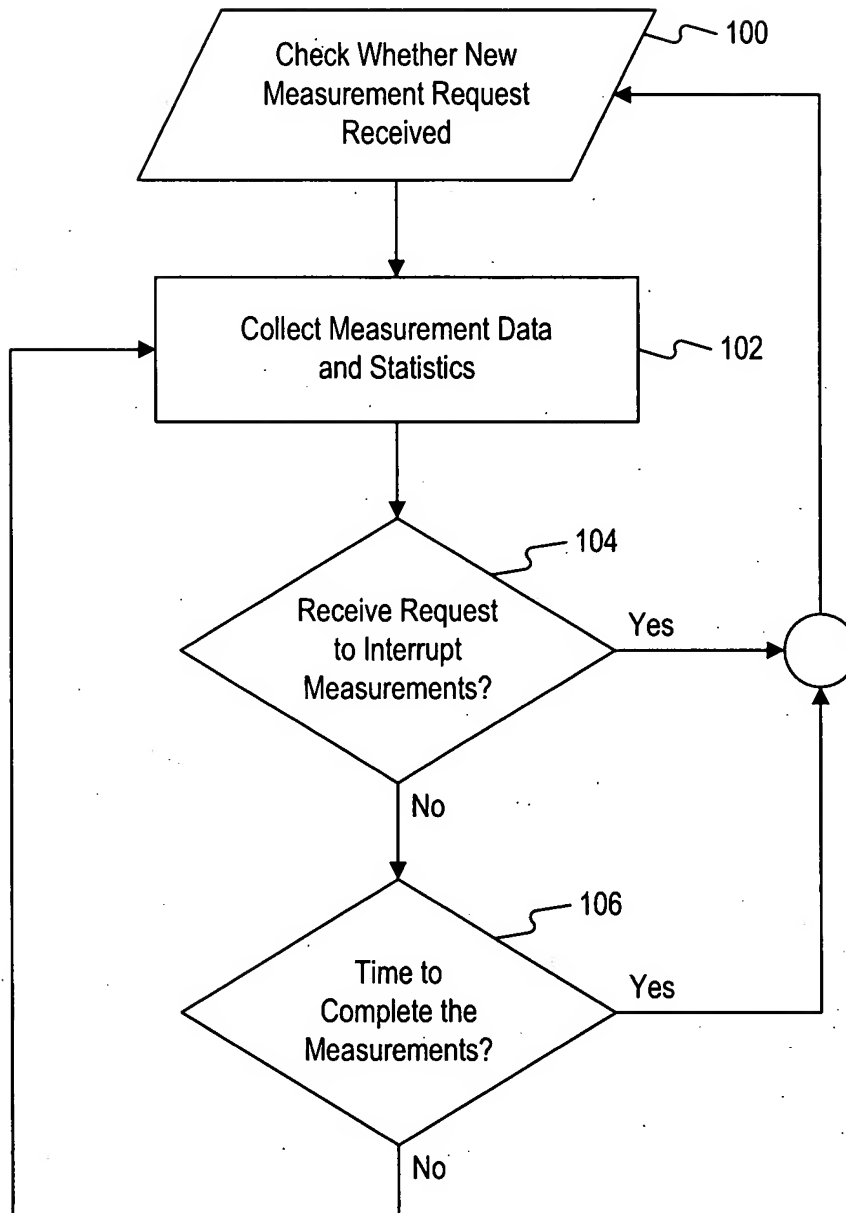 Check Whether New
Measurement Request
Received
100
Collect Measurement Data
and Statistics
102
104
Receive Request
to Interrupt
Measurements?
Yes
No
106
Time to
Complete the
Measurements?
Yes
No